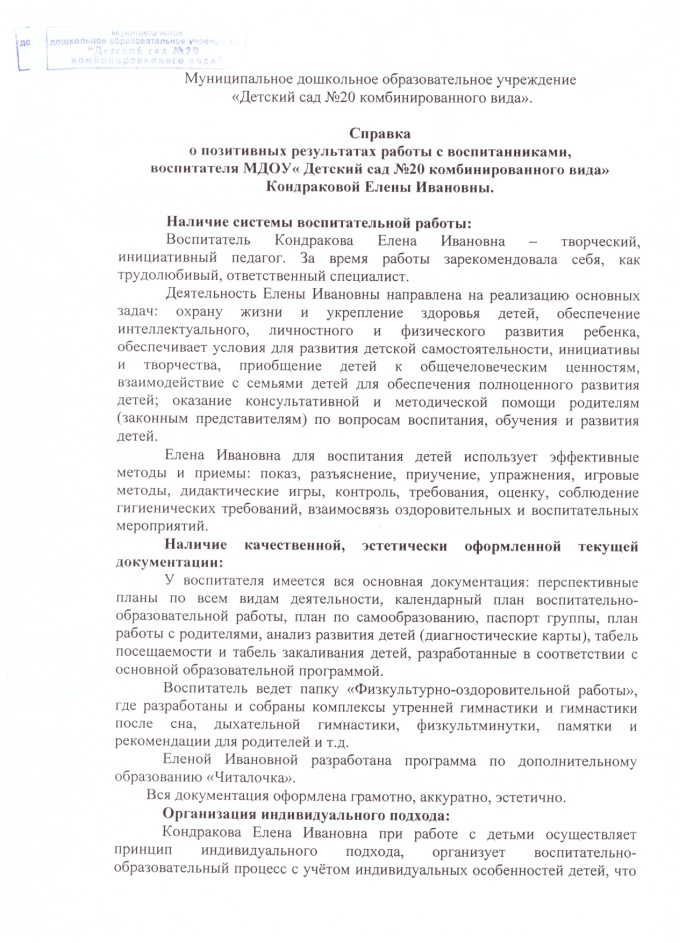 Муниципальное
дошкольное образовательное учрежде
"Детский сад №20
комбинированного вида"
Муниципальное дошкольное образовательное учреждение
«Детский сад №20 комбинированного вида».
Справка
о позитивных результатах работы с воспитанниками,
воспитателя МДОУ« Детский сад №20 комбинированного вида»
Кондраковой Елены Ивановны.
Наличие системы воспитательной работы:
Воспитатель Кондракова Елена Ивановна – творческий,
инициативный педагог. За время работы зарекомендовала себя, как
трудолюбивый, ответственный специалист.
Деятельность Елены Ивановны направлена на реализацию основных
задач: охрану жизни и укрепление здоровья детей, обеспечение
интеллектуального, личностного и физического развития ребенка,
обеспечивает условия для развития детской самостоятельности, инициативы
и творчества, приобщение детей к общечеловеческим ценностям,
взаимодействие с семьями детей для обеспечения полноценного развития
детей; оказание консультативной и методической помощи родителям
(законным представителям) по вопросам воспитания, обучения и развития
детей.
Елена Ивановна для воспитания детей использует эффективные
методы и приемы: показ, разъяснение, приучение, упражнения, игровые
методы, дидактические игры, контроль, требования, оценку, соблюдение
гигиенических требований, взаимосвязь оздоровительных и воспитательных
мероприятий.
Наличие качественной, эстетически оформленной текущей
документации:
У воспитателя имеется вся основная документация: перспективные
планы по всем видам деятельности, календарный план воспитательно-
образовательной работы, план по самообразованию, паспорт группы, план
работы с родителями, анализ развития детей (диагностические карты), табель
посещаемости и табель закаливания детей, разработанные в соответствии с
основной образовательной программой.
Воспитатель ведет папку «Физкультурно-оздоровительной работы»,
где разработаны и собраны комплексы утренней гимнастики и гимнастики
после сна, дыхательной гимнастики, физкультминутки, памятки и
рекомендации для родителей и т.д.
Еленой Ивановной разработана программа по дополнительному
образованию «Читалочка».
Вся документация оформлена грамотно, аккуратно, эстетично.
Организация индивидуального подхода:
Кондракова Елена Ивановна при работе с детьми осуществляет
принцип индивидуального подхода, организует воспитательно-
образовательный процесс с учётом индивидуальных особенностей детей, что